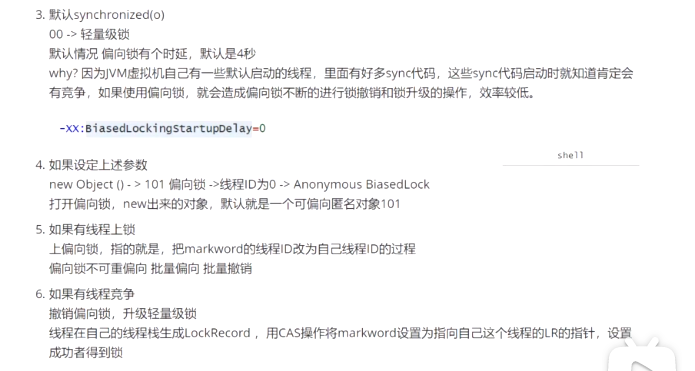 3. 默认synchronized(o)
00 -> 轻量级锁
默认情况 偏向锁有个时延，默认是4秒
why? 因为JVM虚拟机自己有一些默认启动的线程，里面有好多sync代码，这些sync代码启动时就知道肯定会
有竞争，如果使用偏向锁，就会造成偏向锁不断的进行锁撤销和锁升级的操作，效率较低。
-XX:BiasedLockingStartupDelay=0
shell
4. 如果设定上述参数
new Object () - > 101 偏向锁 ->线程ID为0 -> Anonymous BiasedLock
打开偏向锁，new出来的对象，默认就是一个可偏向匿名对象101
5. 如果有线程上锁
上偏向锁，指的就是，把markword的线程ID改为自己线程ID的过程
偏向锁不可重偏向 批量偏向 批量撤销
6. 如果有线程竞争
撤销偏向锁，升级轻量级锁
线程在自己的线程栈生成LockRecord ，用CAS操作将markword设置为指向自己这个线程的LR的指针，设置
成功者得到锁